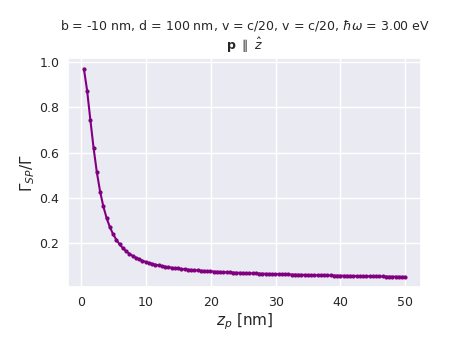 b = -10 nm, d = 100 nm, v = c/20, v = c/20, ħω = 3.00 eV
p ∥ ẑ
1.0
0.8
0.6
0.4
0.2
Γ_SP/Γ
0 10 20 30 40 50
z_p [nm]